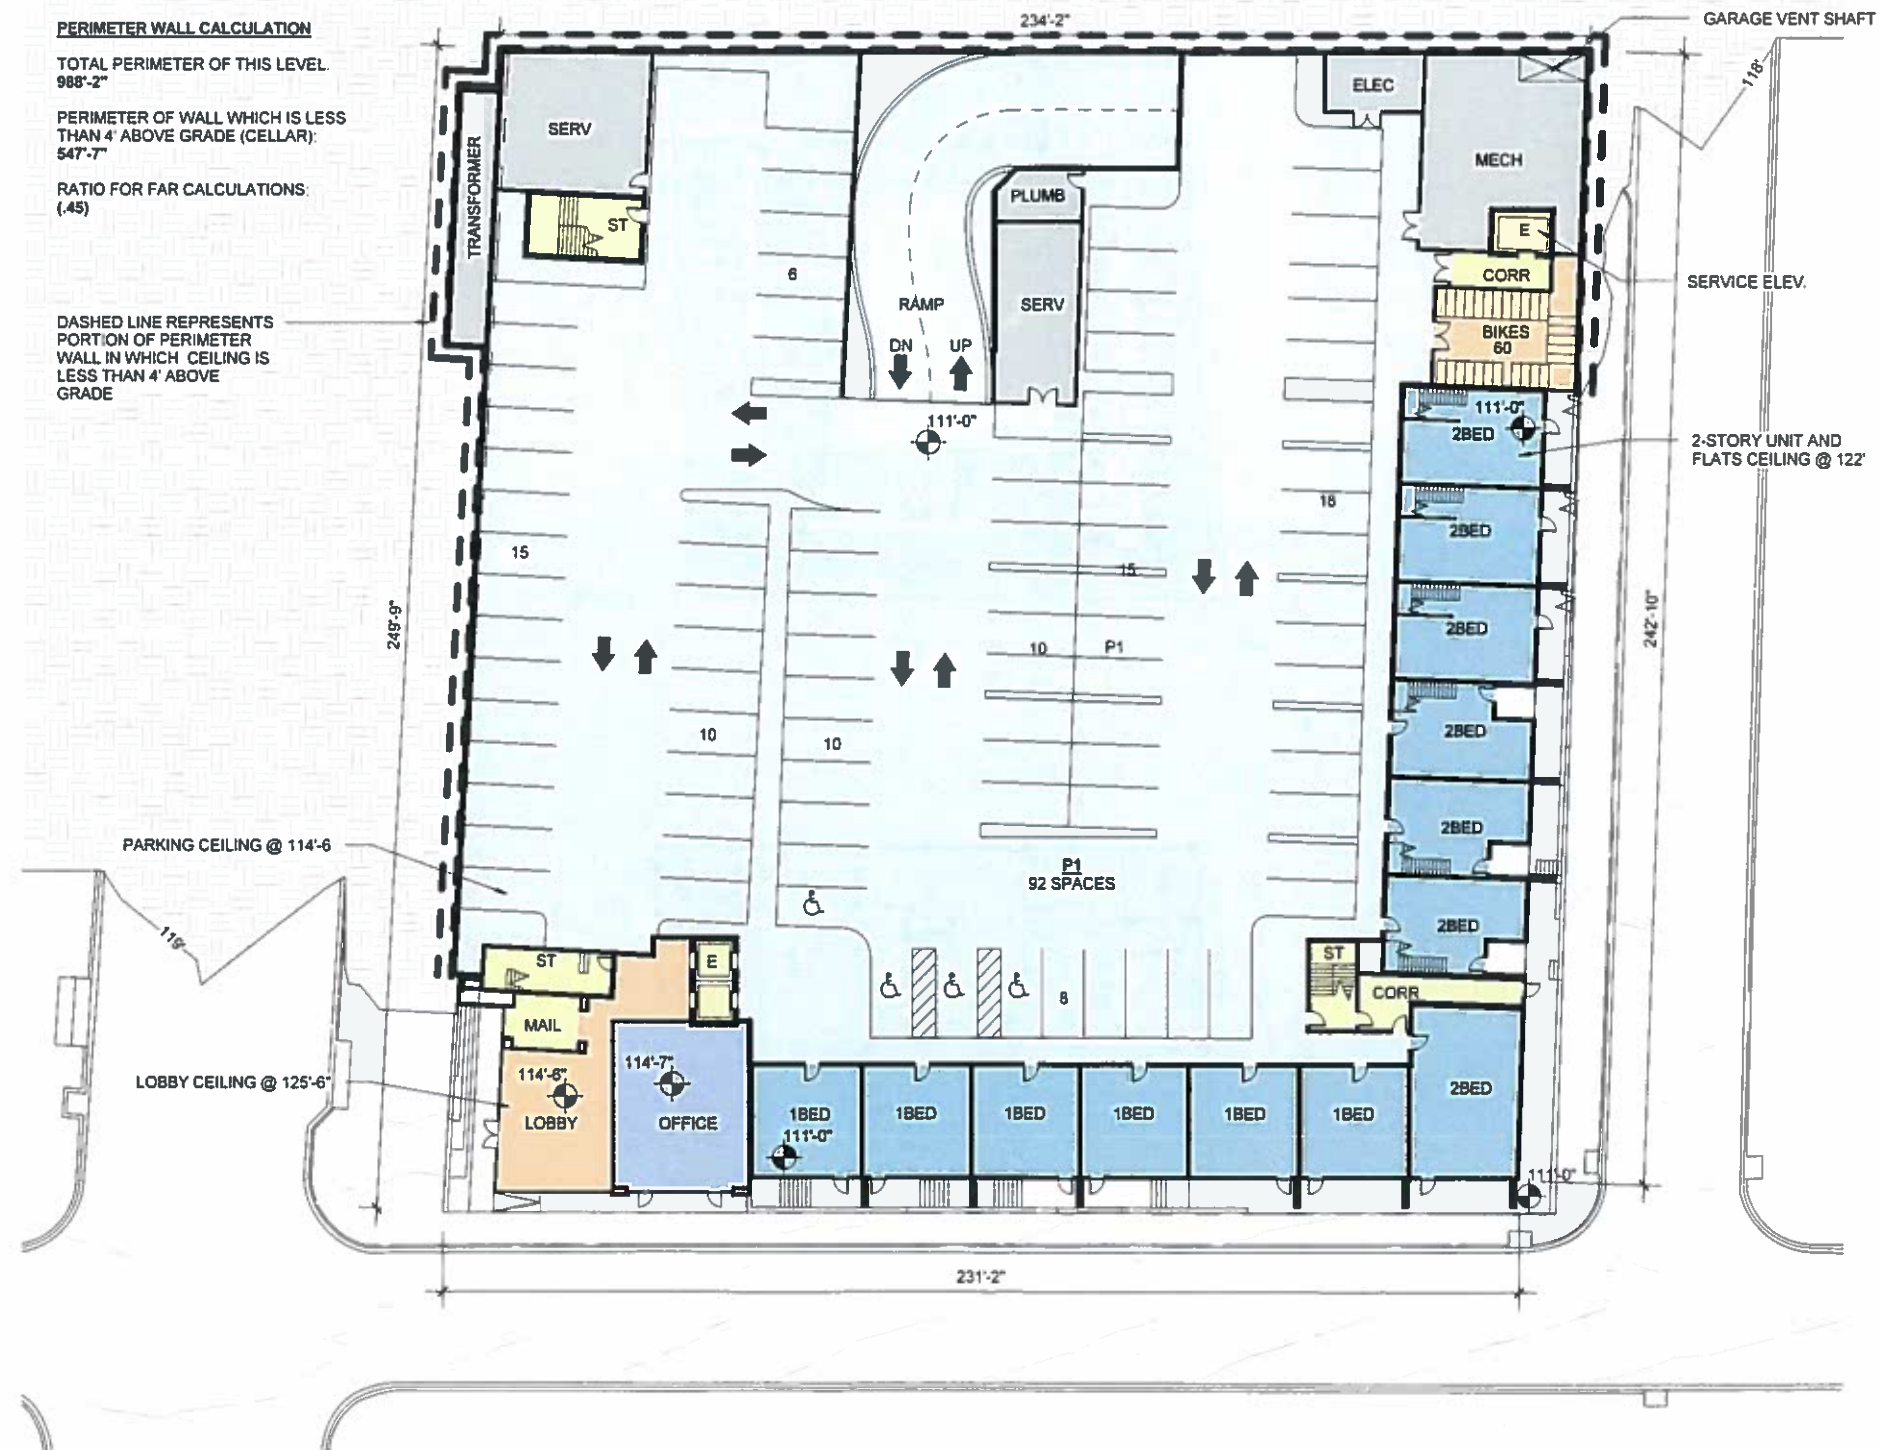 PERIMETER WALL CALCULATION
TOTAL PERIMETER OF THIS LEVEL.
988'-2"
PERIMETER OF WALL WHICH IS LESS
THAN 4' ABOVE GRADE (CELLAR):
547'-7"
RATIO FOR FAR CALCULATIONS:
(.45)
DASHED LINE REPRESENTS
PORTION OF PERIMETER
WALL IN WHICH CEILING IS
LESS THAN 4' ABOVE
GRADE
234'-2"
GARAGE VENT SHAFT
118'
TRANSFORMER
SERV
ST
ELEC
MECH
PLUMB
E
CORR
SERVICE ELEV.
6
RAMP
SERV
DN
UP
BIKES
60
111'-0"
111'-0"
2BED
2-STORY UNIT AND
FLATS CEILING @ 122'
18
2BED
15
15
249'-9"
242'-10"
2BED
10
P1
10
10
2BED
2BED
PARKING CEILING @ 114'-6
P1
92 SPACES
2BED
119'
ST
E
ST
CORR
8
MAIL
LOBBY CEILING @ 125'-6"
114'-6"
LOBBY
114'-7"
OFFICE
1BED
111'-0"
1BED
1BED
1BED
1BED
1BED
2BED
111'-0"
231'-2"